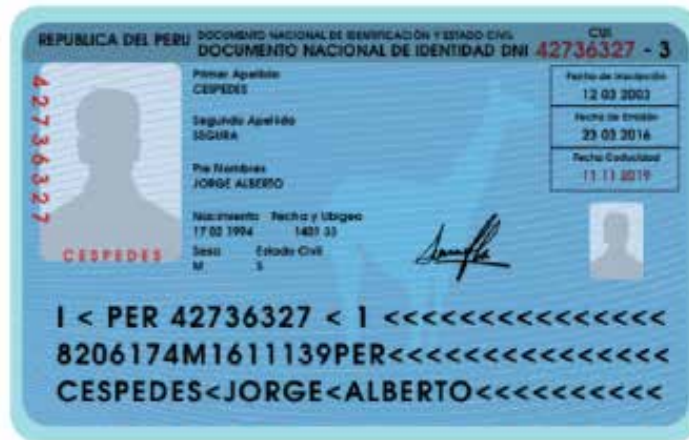 REPUBLICA DEL PERU
DOCUMENTO NACIONAL DE IDENTIFICACIÓN Y ESTADO CIVIL
DOCUMENTO NACIONAL DE IDENTIDAD DNI
CUI
42736327 - 3
42736327
Primer Apellido
CESPEDES
Segundo Apellido
SEGURA
Pre Nombres
JORGE ALBERTO
Nacimiento Fecha y Ubigeo
17 02 1994 1401 33
Sexo Estado Civil
M S
Fecha de Inscripción
12 03 2003
Fecha de Emisión
23 03 2016
Fecha Caducidad
11 11 2019
CESPEDES
I < PER 42736327 < 1 <<<<<<<<<<<<<<<
8206174M1611139PER<<<<<<<<<<<<<<<
CESPEDES<JORGE<ALBERTO<<<<<<<<<<